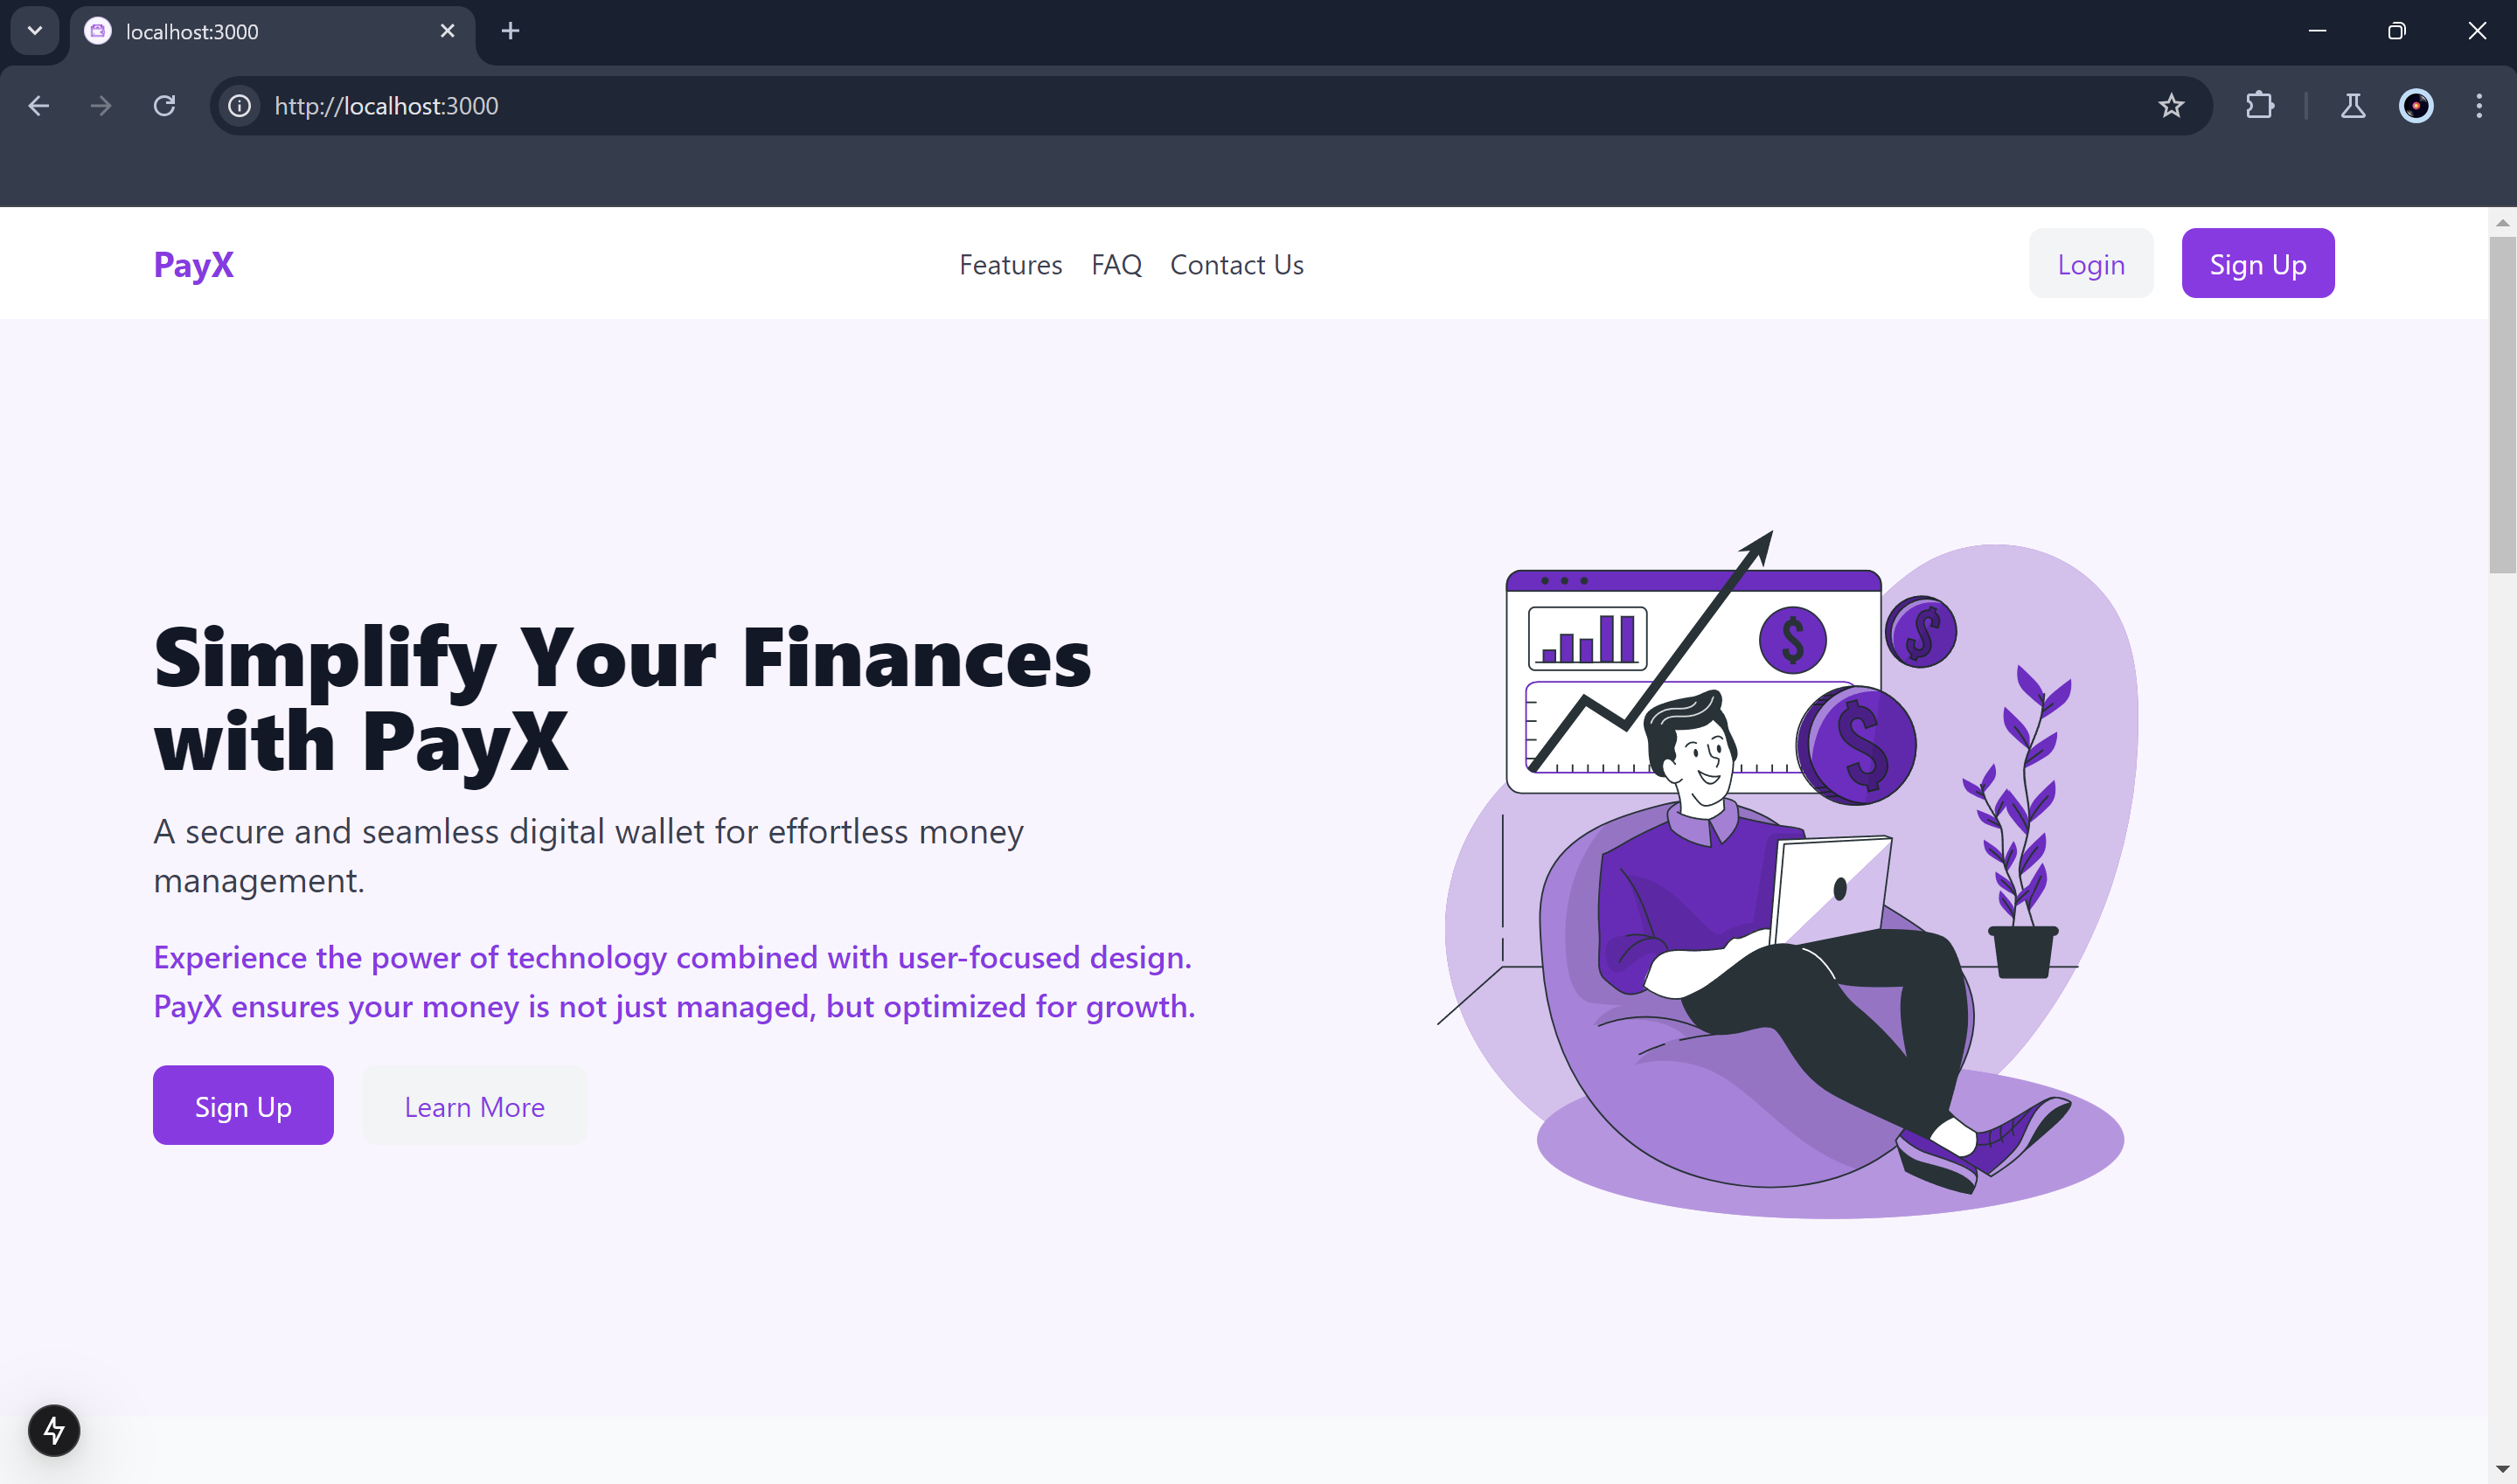 localhost:3000
http://localhost:3000
PayX
Features
FAQ
Contact Us
Login
Sign Up
Simplify Your Finances
with PayX
A secure and seamless digital wallet for effortless money
management.
Experience the power of technology combined with user-focused design.
PayX ensures your money is not just managed, but optimized for growth.
Sign Up
Learn More
$
$
$